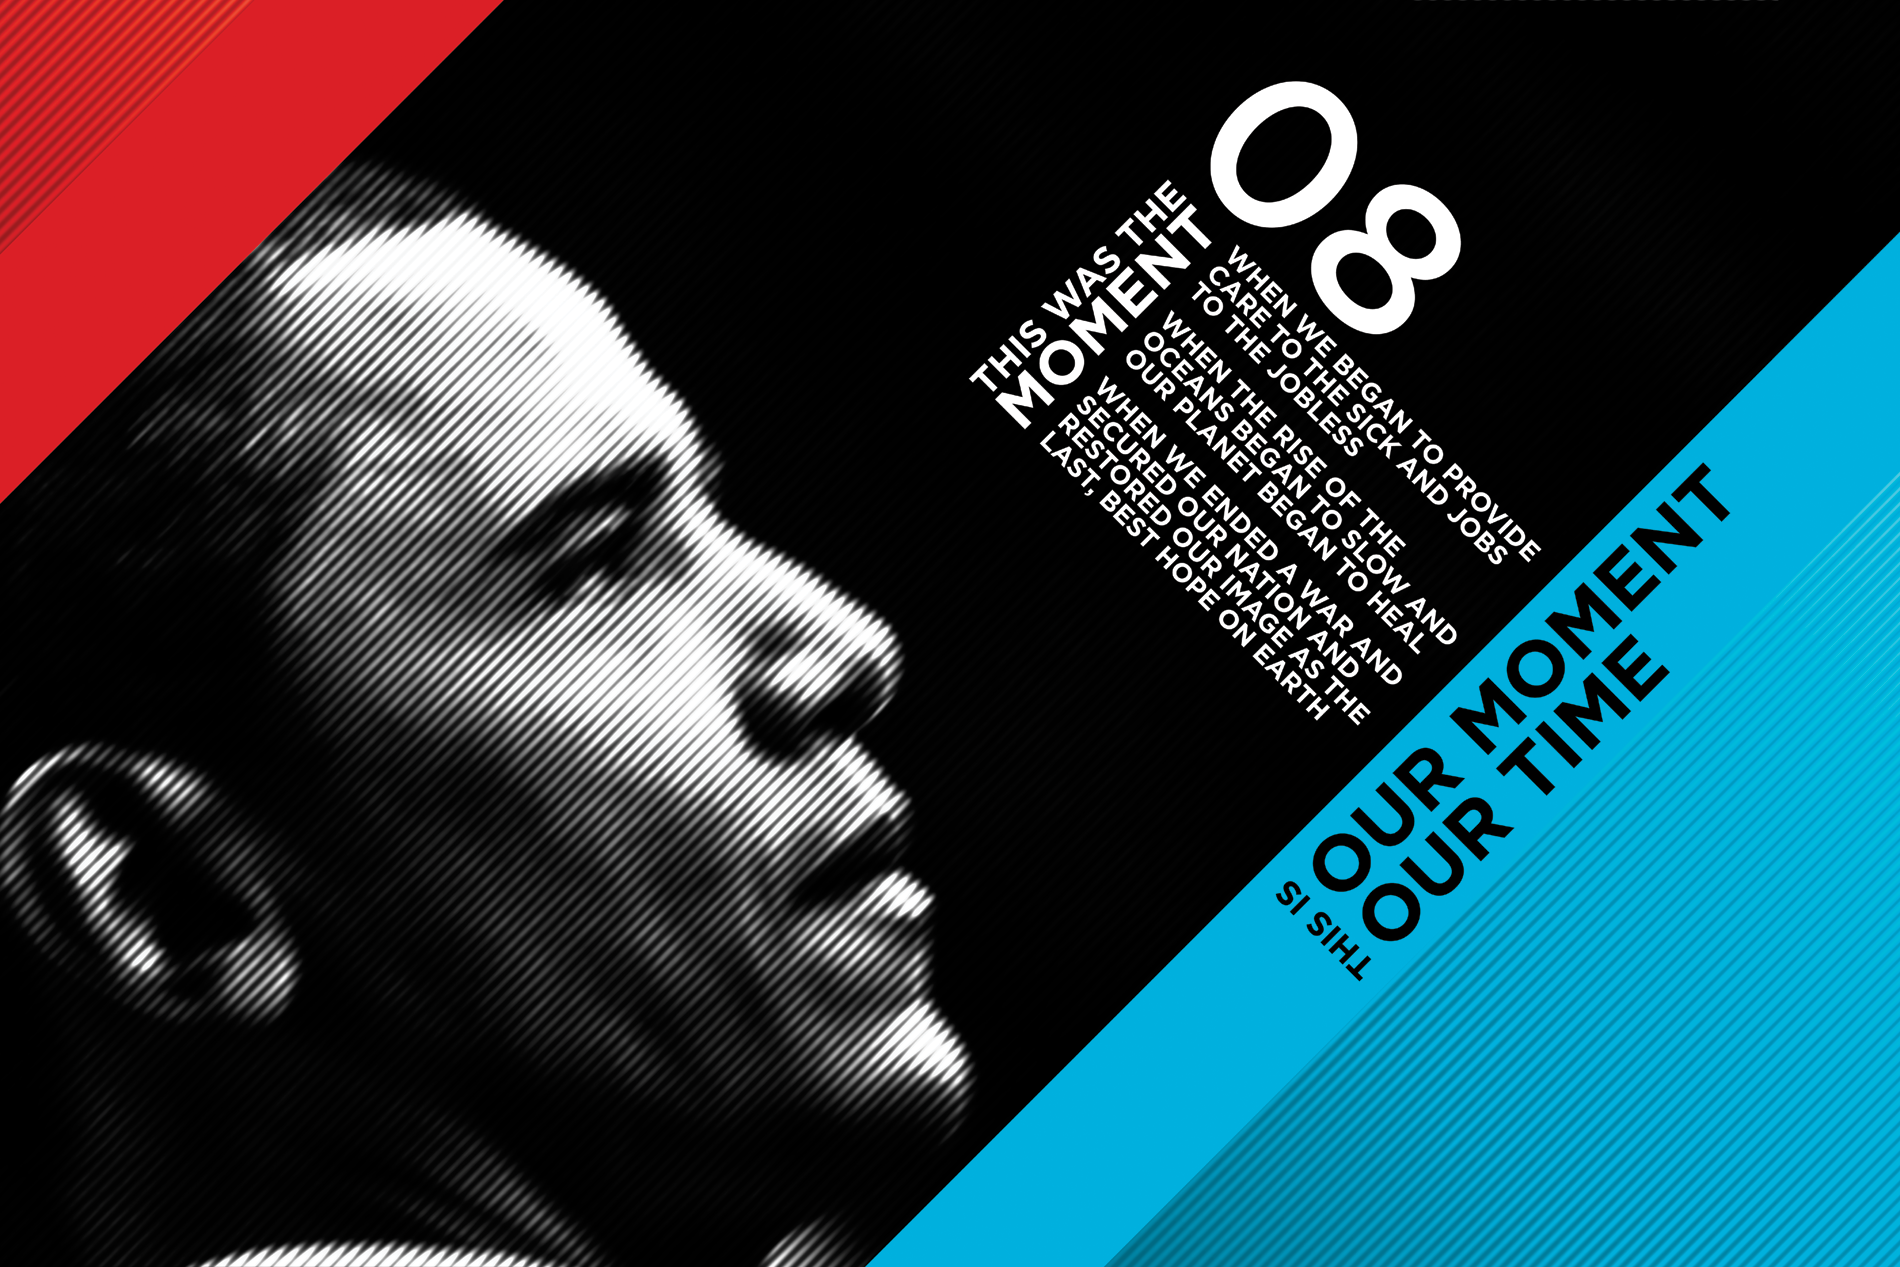 08
THIS WAS THE
MOMENT
WHEN WE BEGAN TO PROVIDE
CARE TO THE SICK AND JOBS
TO THE JOBLESS
WHEN THE RISE OF THE
OCEANS BEGAN TO SLOW AND
OUR PLANET BEGAN TO HEAL
WHEN WE ENDED A WAR AND
SECURED OUR NATION AND
RESTORED OUR IMAGE AS THE
LAST, BEST HOPE ON EARTH
THIS IS
OUR MOMENT
OUR TIME